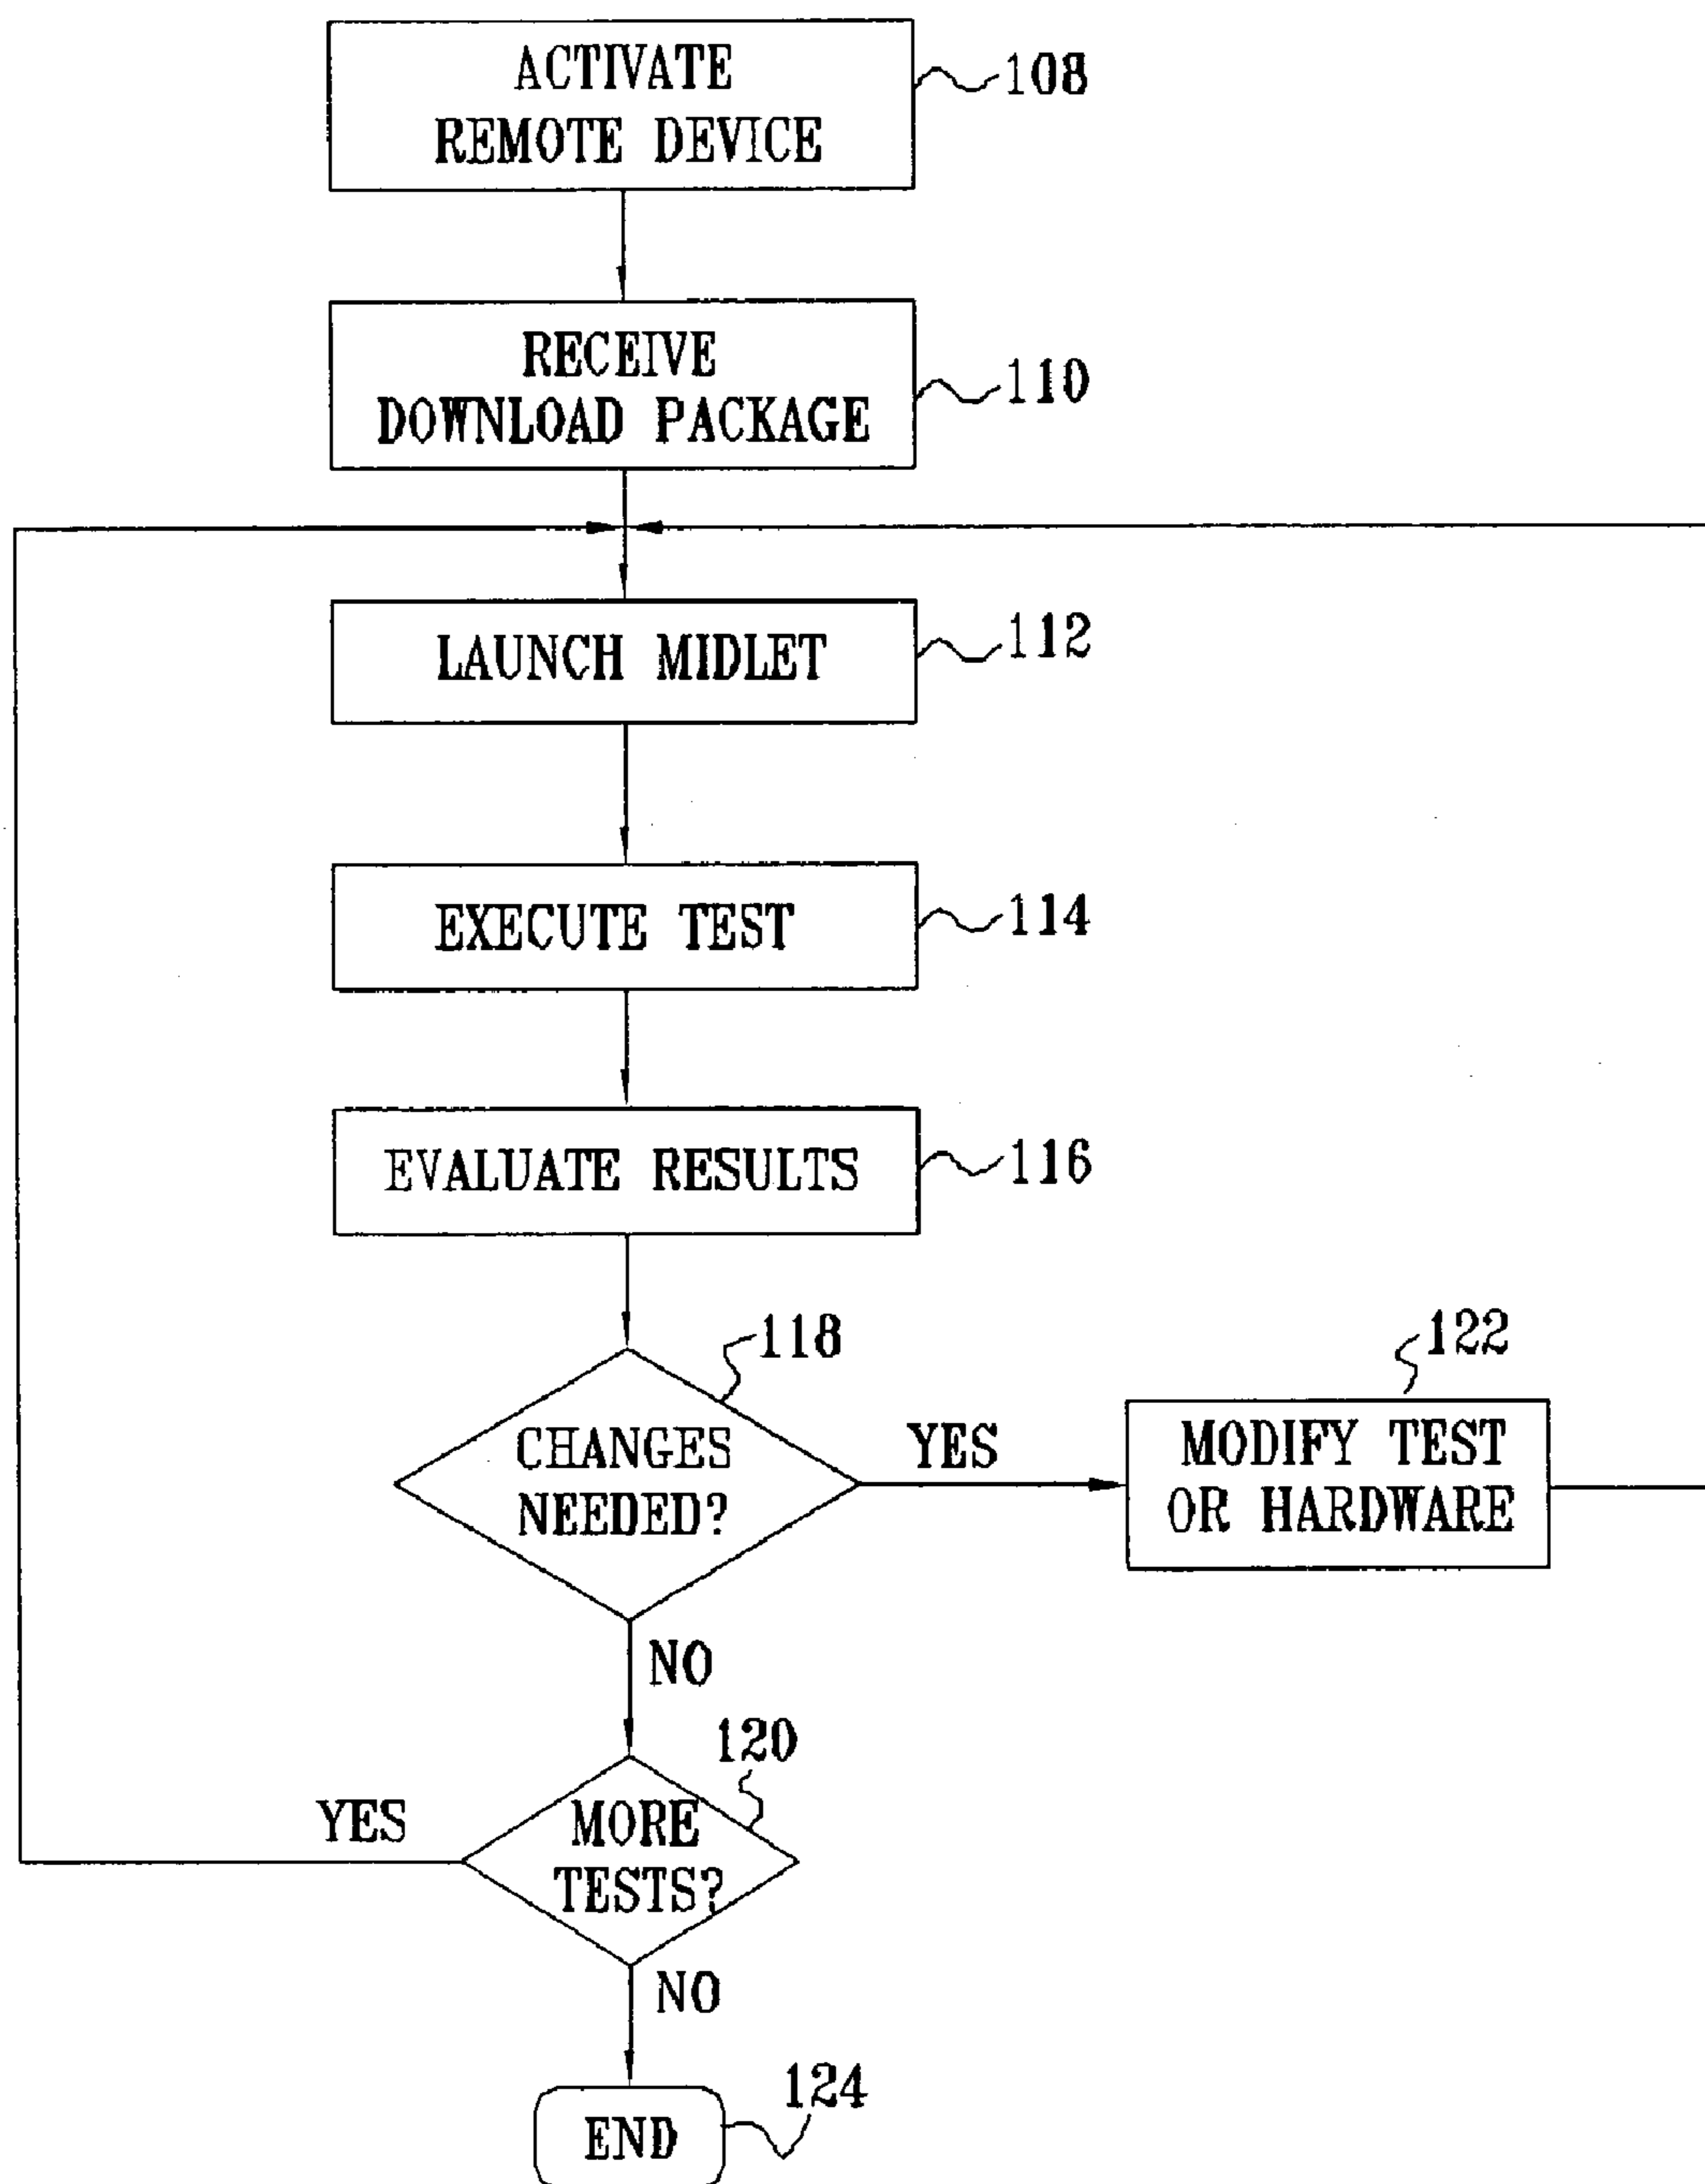 ACTIVATE
REMOTE DEVICE
108
RECEIVE
DOWNLOAD PACKAGE
110
LAUNCH MIDLET
112
EXECUTE TEST
114
EVALUATE RESULTS
116
118
CHANGES
NEEDED?
YES
122
MODIFY TEST
OR HARDWARE
NO
120
YES
MORE
TESTS?
NO
124
END